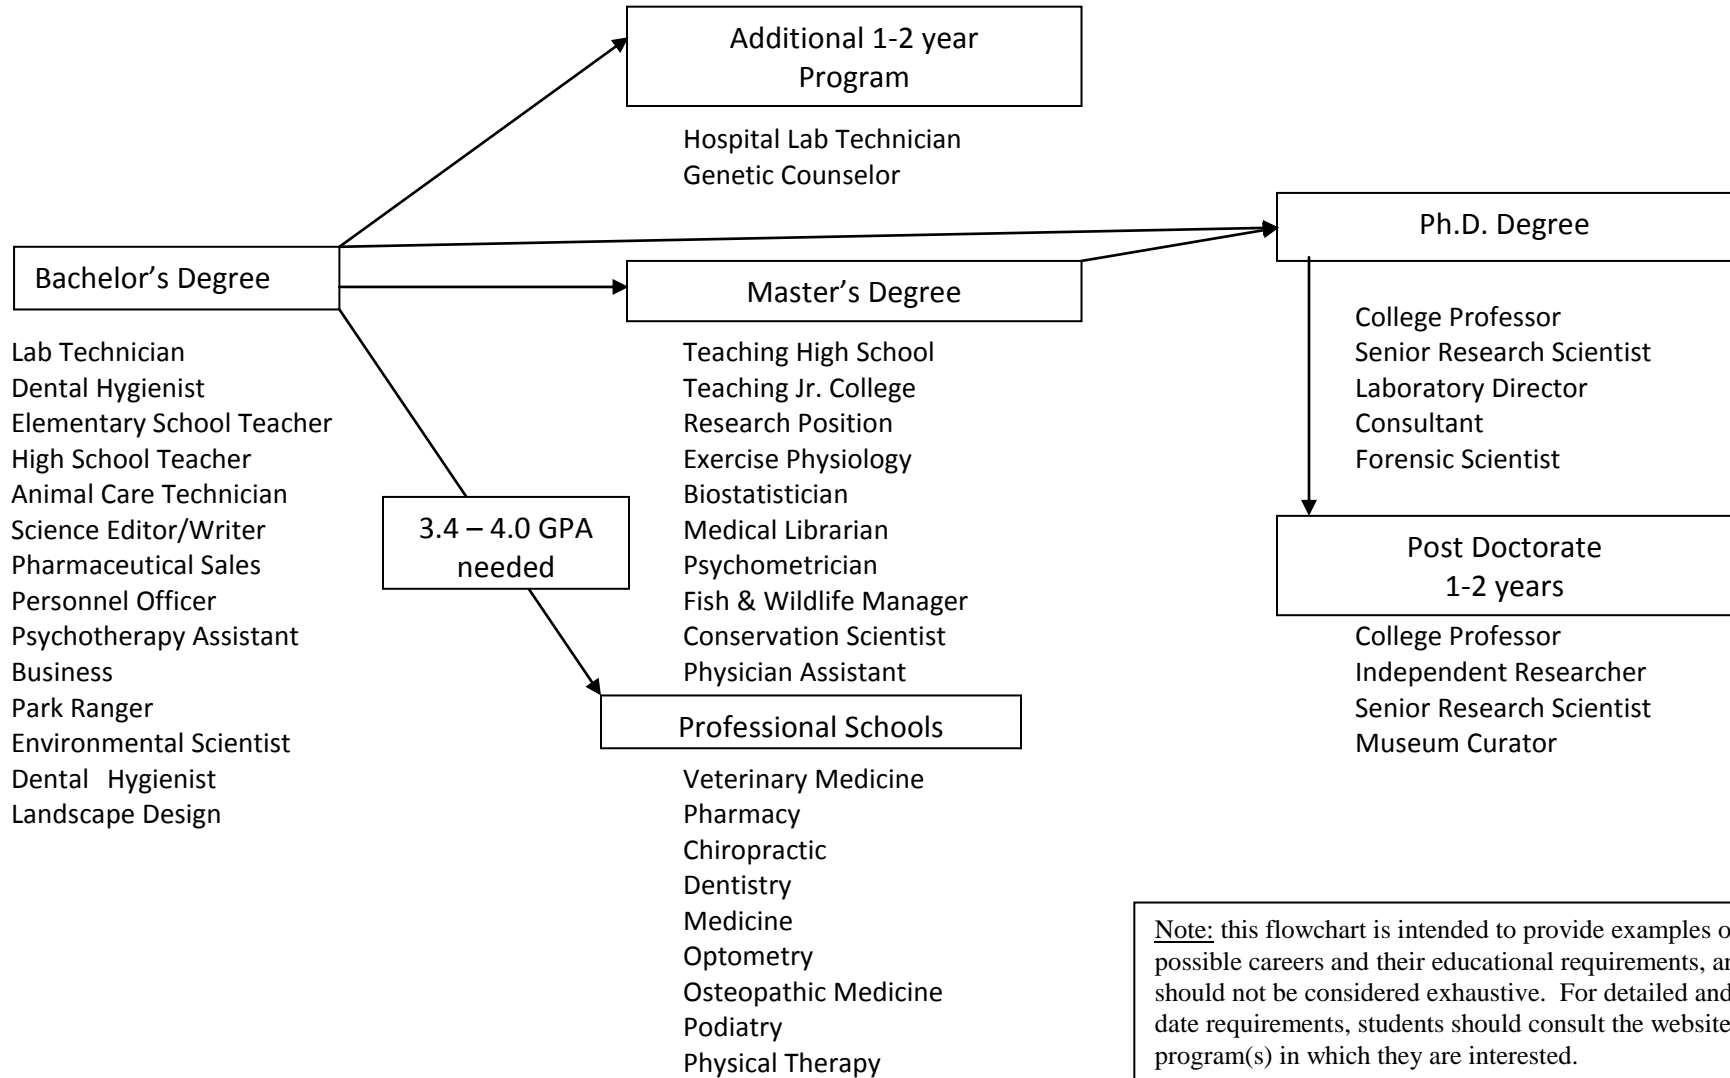 Additional 1-2 year
Program
Hospital Lab Technician
Genetic Counselor
Bachelor’s Degree
Lab Technician
Dental Hygienist
Elementary School Teacher
High School Teacher
Animal Care Technician
Science Editor/Writer
Pharmaceutical Sales
Personnel Officer
Psychotherapy Assistant
Business
Park Ranger
Environmental Scientist
Dental   Hygienist
Landscape Design
3.4 – 4.0 GPA
needed
Master’s Degree
Teaching High School
Teaching Jr. College
Research Position
Exercise Physiology
Biostatistician
Medical Librarian
Psychometrician
Fish & Wildlife Manager
Conservation Scientist
Physician Assistant
Professional Schools
Veterinary Medicine
Pharmacy
Chiropractic
Dentistry
Medicine
Optometry
Osteopathic Medicine
Podiatry
Physical Therapy
Ph.D. Degree
College Professor
Senior Research Scientist
Laboratory Director
Consultant
Forensic Scientist
Post Doctorate
1-2 years
College Professor
Independent Researcher
Senior Research Scientist
Museum Curator
Note: this flowchart is intended to provide examples
possible careers and their educational requirements,
should not be considered exhaustive.  For detailed and
date requirements, students should consult the website
program(s) in which they are interested.